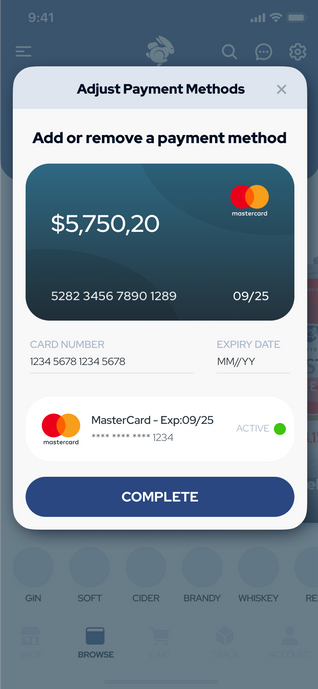 9:41
Adjust Payment Methods
Add or remove a payment method
mastercard
$5,750,20
5282 3456 7890 1289 09/25
CARD NUMBER EXPIRY DATE
1234 5678 1234 5678 MM//YY
MasterCard - Exp:09/25
mastercard **** **** **** 1234 ACTIVE
COMPLETE
GIN SOFT CIDER BRANDY WHISKEY
BROWSE